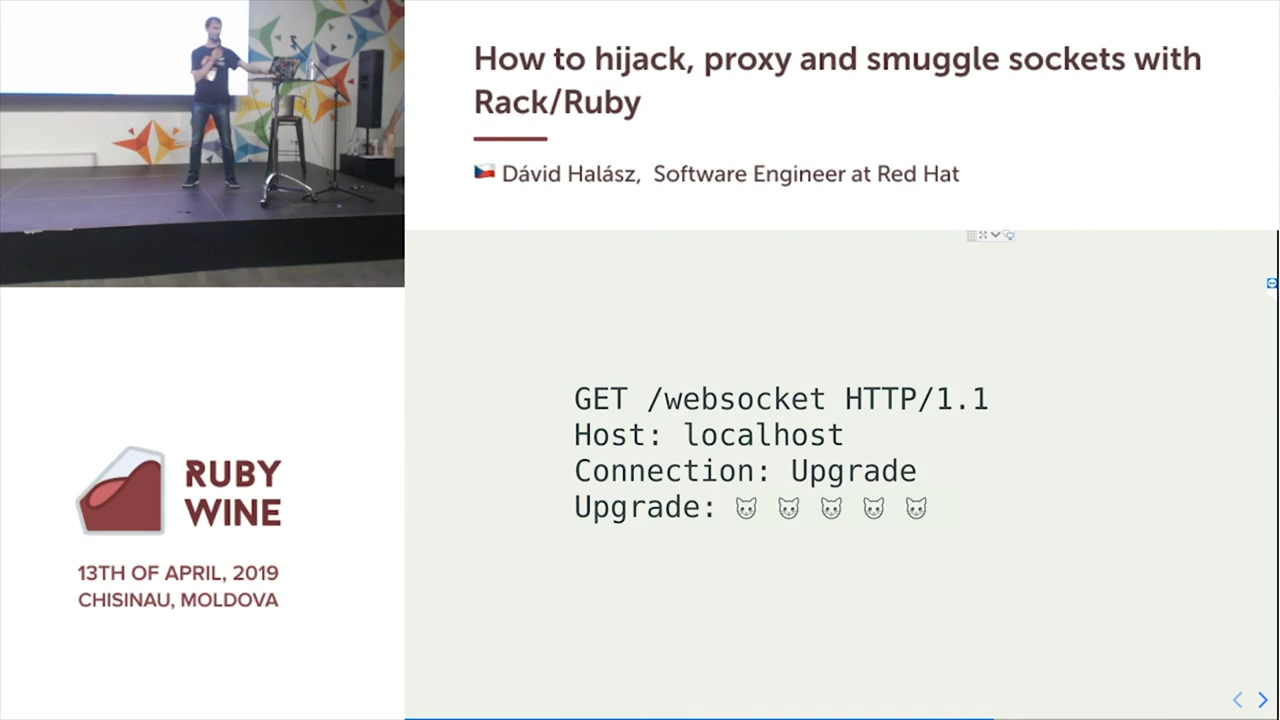 How to hijack, proxy and smuggle sockets with
Rack/Ruby
Dávid Halász, Software Engineer at Red Hat
GET /websocket HTTP/1.1
Host: localhost
Connection: Upgrade
Upgrade: 🐱 🐱 🐱 🐱 🐱
RUBY
WINE
13TH OF APRIL, 2019
CHISINAU, MOLDOVA